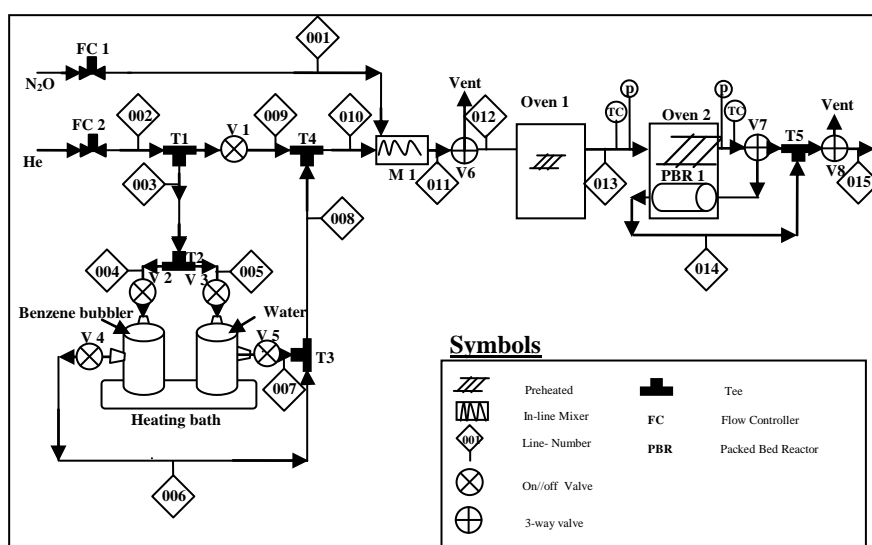 001
FC 1
N₂O
Vent
Vent
FC 2
002
T1
V 1
009
T4
010
012
Oven 1
p
TC
p
Oven 2
TC
V7
T5
He
003
M 1
011
V6
013
PBR 1
V8
015
008
014
004
T2
005
V 2
V 3
Benzene bubbler
Water
V 4
V 5
T3
007
Heating bath
006
Symbols
Preheated
Tee
In-line Mixer
FC
Flow Controller
001
Line- Number
PBR
Packed Bed Reactor
On//off Valve
3-way valve